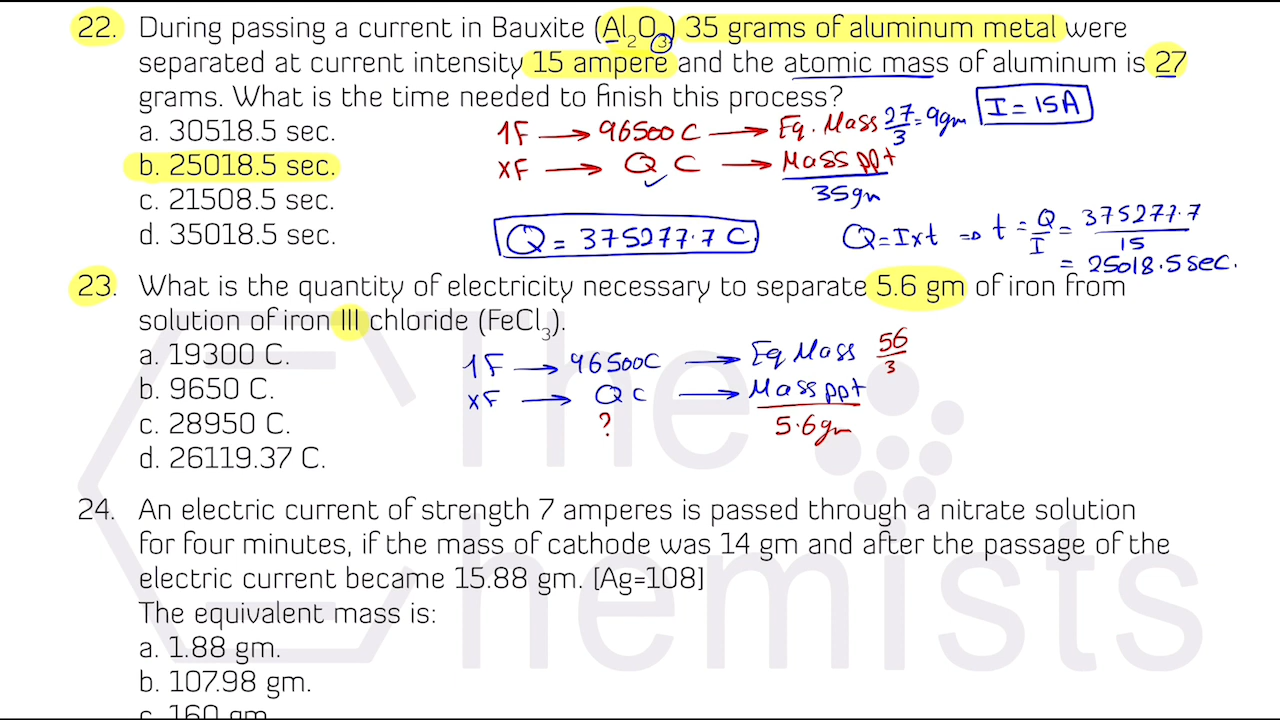 22. During passing a current in Bauxite (Al2O3) 35 grams of aluminum metal were
separated at current intensity 15 ampere and the atomic mass of aluminum is 27
grams. What is the time needed to finish this process?
I = 15A
a. 30518.5 sec.
1F → 96500 C → Eq. Mass 27/3 = 9gm
b. 25018.5 sec.
xF → Q C → Mass ppt
c. 21508.5 sec.
35gm
d. 35018.5 sec.
Q = 375277.7 C.
Q = I x t ⇒ t = Q/I = 375277.7/15
= 25018.5 sec.
23. What is the quantity of electricity necessary to separate 5.6 gm of iron from
solution of iron III chloride (FeCl3).
a. 19300 C.
1F → 96500C → Eq Mass 56/3
b. 9650 C.
xF → Q C → Mass ppt
c. 28950 C.
? 5.6gm
d. 26119.37 C.
24. An electric current of strength 7 amperes is passed through a nitrate solution
for four minutes, if the mass of cathode was 14 gm and after the passage of the
electric current became 15.88 gm. [Ag=108]
The equivalent mass is:
a. 1.88 gm.
b. 107.98 gm.
c. 160 gm
The
Chemists